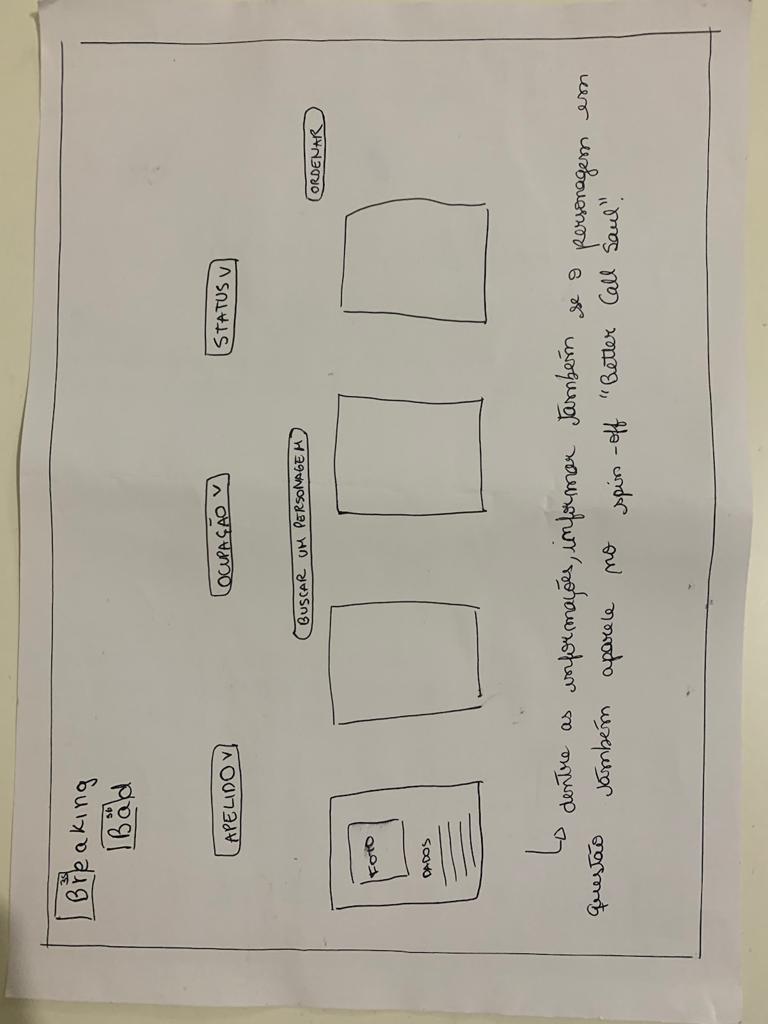 35
Breaking
56
Bad
APELIDO V
OCUPAÇÃO V
STATUS V
BUSCAR UM PERSONAGEM
ORDENAR
FOTO
DADOS
dentre as informações, informar também se o personagem em
questão também aparece no spin-off "Better Call Saul".